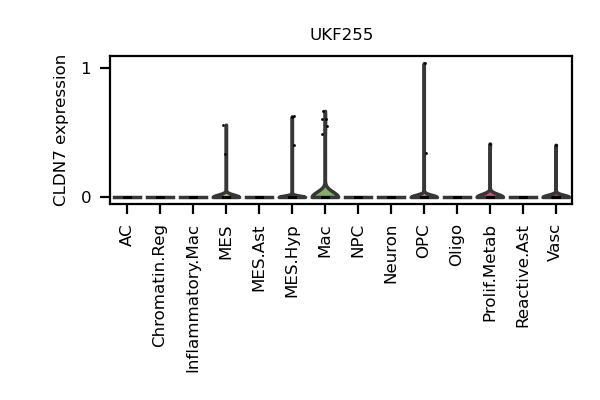 UKF255
CLDN7 expression
1
0
AC
Chromatin.Reg
Inflammatory.Mac
MES
MES.Ast
MES.Hyp
Mac
NPC
Neuron
OPC
Oligo
Prolif.Metab
Reactive.Ast
Vasc